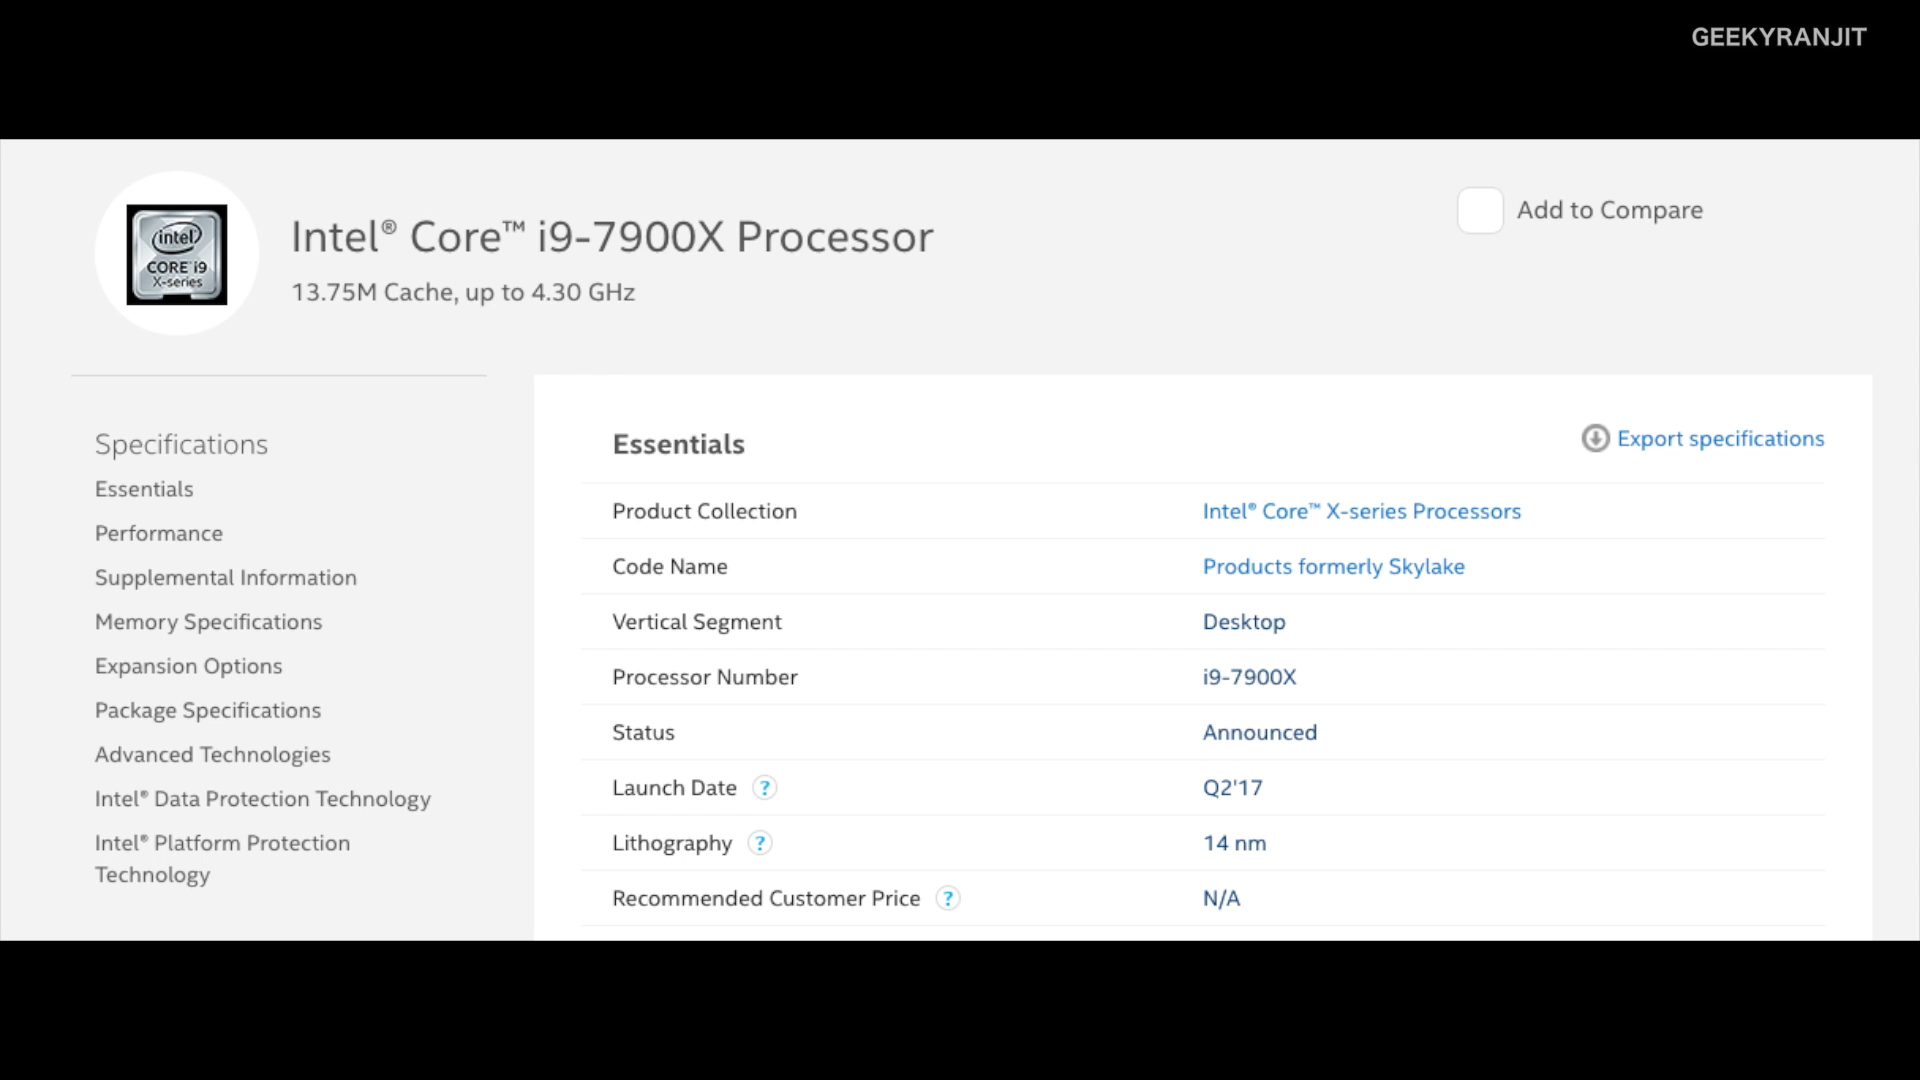 GEEKYRANJIT
intel
CORE i9
X-series
Intel® Core™ i9-7900X Processor
13.75M Cache, up to 4.30 GHz
Add to Compare
Specifications
Essentials
Performance
Supplemental Information
Memory Specifications
Expansion Options
Package Specifications
Advanced Technologies
Intel® Data Protection Technology
Intel® Platform Protection
Technology
Essentials
Export specifications
Product Collection Intel® Core™ X-series Processors
Code Name Products formerly Skylake
Vertical Segment Desktop
Processor Number i9-7900X
Status Announced
Launch Date ? Q2'17
Lithography ? 14 nm
Recommended Customer Price ? N/A